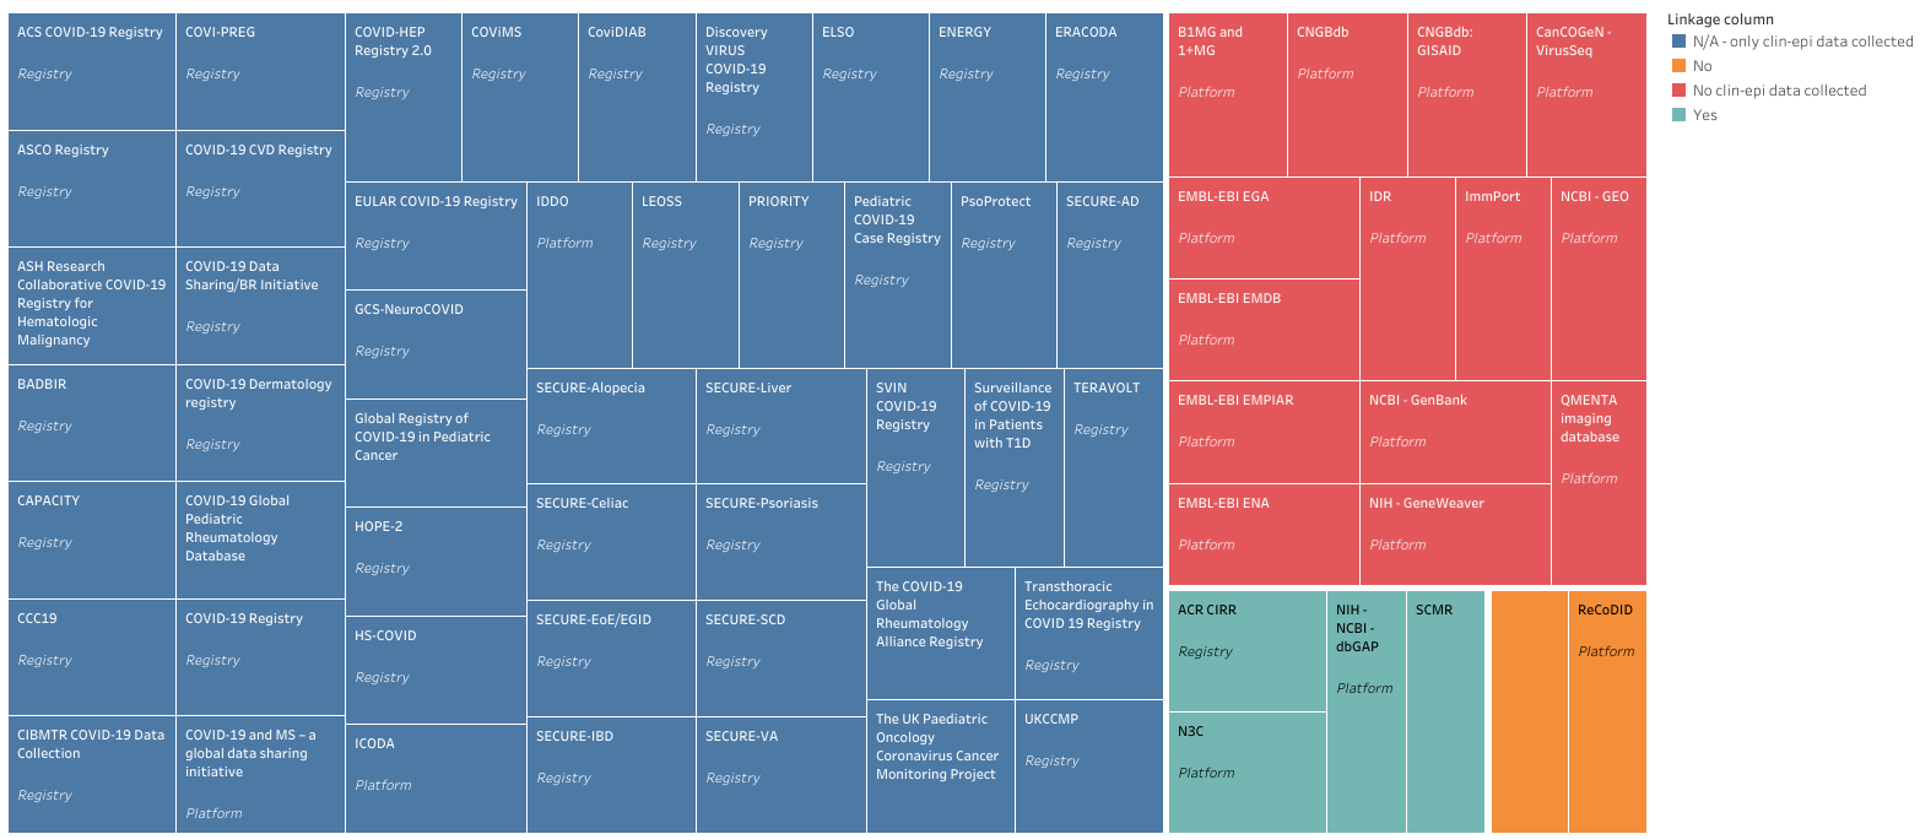 ACS COVID-19 Registry
Registry
COVI-PREG
Registry
COVID-HEP
Registry 2.0
Registry
COViMS
Registry
CoviDIAB
Registry
Discovery
VIRUS
COVID-19
Registry
Registry
ELSO
Registry
ENERGY
Registry
ERACODA
Registry
ASCO Registry
Registry
COVID-19 CVD Registry
Registry
ASH Research
Collaborative COVID-19
Registry for
Hematologic
Malignancy
COVID-19 Data
Sharing/BR Initiative
Registry
BADBIR
Registry
COVID-19 Dermatology
registry
Registry
CAPACITY
Registry
COVID-19 Global
Pediatric
Rheumatology
Database
CCC19
Registry
COVID-19 Registry
Registry
CIBMTR COVID-19 Data
Collection
Registry
COVID-19 and MS – a
global data sharing
initiative
Platform
EULAR COVID-19 Registry
Registry
GCS-NeuroCOVID
Registry
Global Registry of
COVID-19 in Pediatric
Cancer
HOPE-2
Registry
HS-COVID
Registry
ICODA
Platform
IDDO
Platform
LEOSS
Registry
PRIORITY
Registry
Pediatric
COVID-19
Case Registry
Registry
PsoProtect
Registry
SECURE-AD
Registry
SECURE-Alopecia
Registry
SECURE-Liver
Registry
SECURE-Celiac
Registry
SECURE-Psoriasis
Registry
SECURE-EoE/EGID
Registry
SECURE-SCD
Registry
SECURE-IBD
Registry
SECURE-VA
Registry
SVIN
COVID-19
Registry
Registry
Surveillance
of COVID-19
in Patients
with T1D
Registry
TERAVOLT
Registry
The COVID-19
Global
Rheumatology
Alliance Registry
Transthoracic
Echocardiography in
COVID 19 Registry
Registry
The UK Paediatric
Oncology
Coronavirus Cancer
Monitoring Project
UKCCMP
Registry
B1MG and
1+MG
Platform
CNGBdb
Platform
CNGBdb:
GISAID
Platform
CanCOGeN -
VirusSeq
Platform
EMBL-EBI EGA
Platform
EMBL-EBI EMDB
Platform
IDR
Platform
ImmPort
Platform
NCBI - GEO
Platform
EMBL-EBI EMPIAR
Platform
NCBI - GenBank
Platform
QMENTA
imaging
database
Platform
EMBL-EBI ENA
Platform
NIH - GeneWeaver
Platform
ACR CIRR
Registry
N3C
Platform
NIH -
NCBI -
dbGAP
Platform
SCMR
ReCoDID
Platform
Linkage column
N/A - only clin-epi data collected
No
No clin-epi data collected
Yes